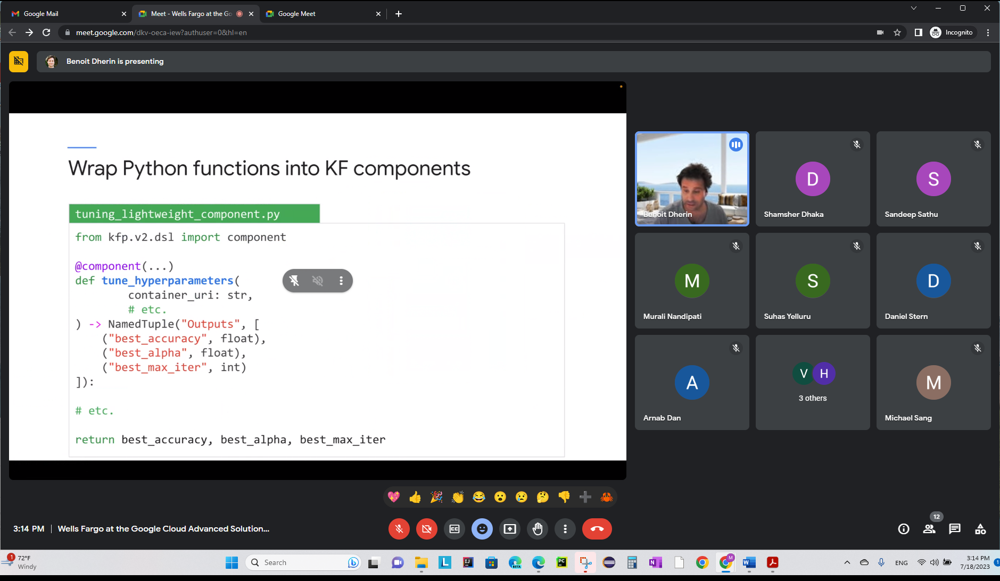 Google Mail
Meet - Wells Fargo at the Go
Google Meet
meet.google.com/dkv-oeca-iew?authuser=0&hl=en
Incognito
Benoit Dherin is presenting
Wrap Python functions into KF components
tuning_lightweight_component.py
from kfp.v2.dsl import component
@component(...)
def tune_hyperparameters(
container_uri: str,
# etc.
) -> NamedTuple("Outputs", [
("best_accuracy", float),
("best_alpha", float),
("best_max_iter", int)
]):
# etc.
return best_accuracy, best_alpha, best_max_iter
Benoit Dherin
D
Shamsher Dhaka
S
Sandeep Sathu
M
Murali Nandipati
S
Suhas Yelluru
D
Daniel Stern
A
Arnab Dan
V H
3 others
M
Michael Sang
3:14 PM | Wells Fargo at the Google Cloud Advanced Solution...
CC
12
1
72°F
Windy
Search
L
IJ
BETA
PC
N
M
W
ENG
3:14 PM
7/18/2023
1